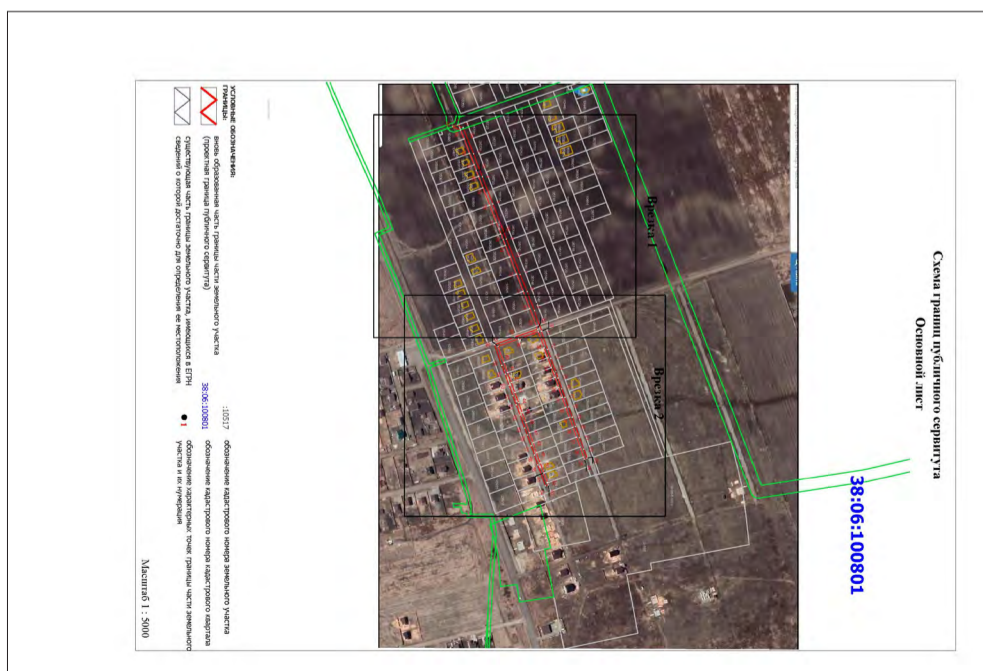 Схема границ публичного сервитута
Основной лист
38:06:100801
Врезка 1
Врезка
УСЛОВНЫЕ ОБОЗНАЧЕНИЯ:
ГРАНИЦЫ:
вновь образованная часть границы части земельного участка
(проектная граница публичного сервитута)
существующая часть границы земельного участка, имеющихся в ЕГРН
сведений о которой достаточно для определения ее местоположения
:10517
обозначение кадастрового номера земельного участка
38:06:100801
обозначение кадастрового номера кадастрового квартала
1
обозначение характерных точек границы части земельного
участка и их нумерация
Масштаб 1 : 5000